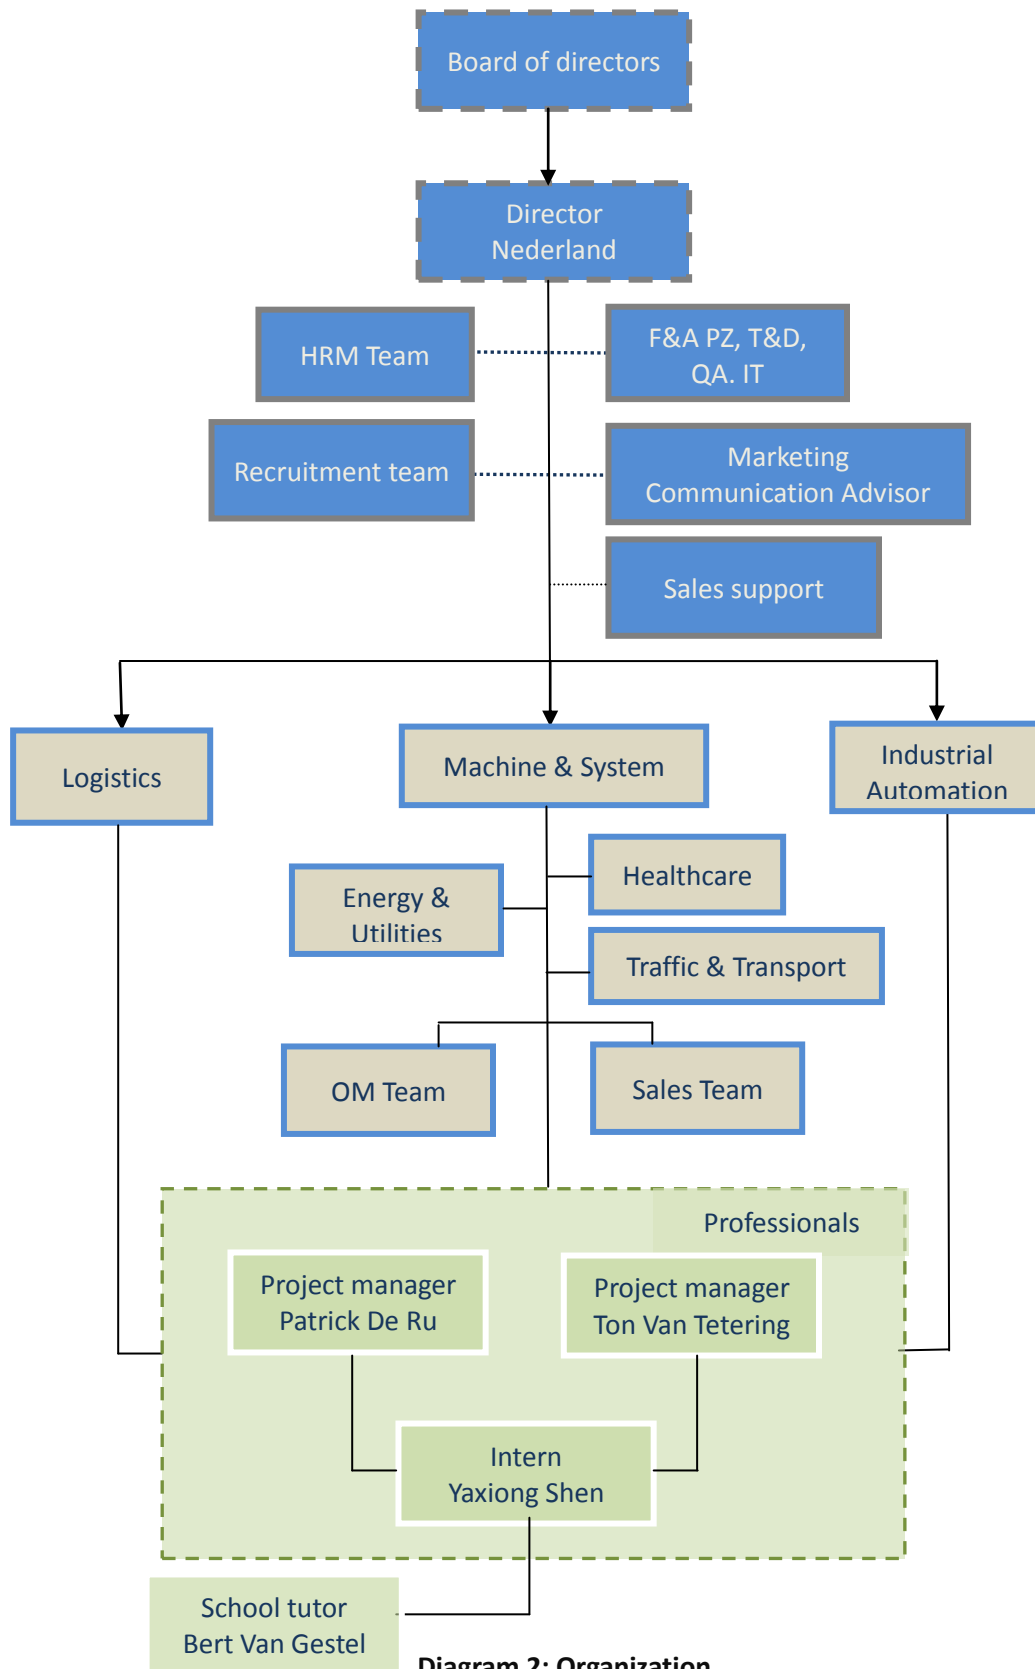 Board of directors
Director
Nederland
HRM Team
F&A PZ, T&D,
QA. IT
Recruitment team
Marketing
Communication Advisor
Sales support
Logistics
Machine & System
Industrial
Automation
Healthcare
Energy &
Utilities
Traffic & Transport
OM Team
Sales Team
Professionals
Project manager
Patrick De Ru
Project manager
Ton Van Tetering
Intern
Yaxiong Shen
School tutor
Bert Van Gestel
Diagram 2: Organization